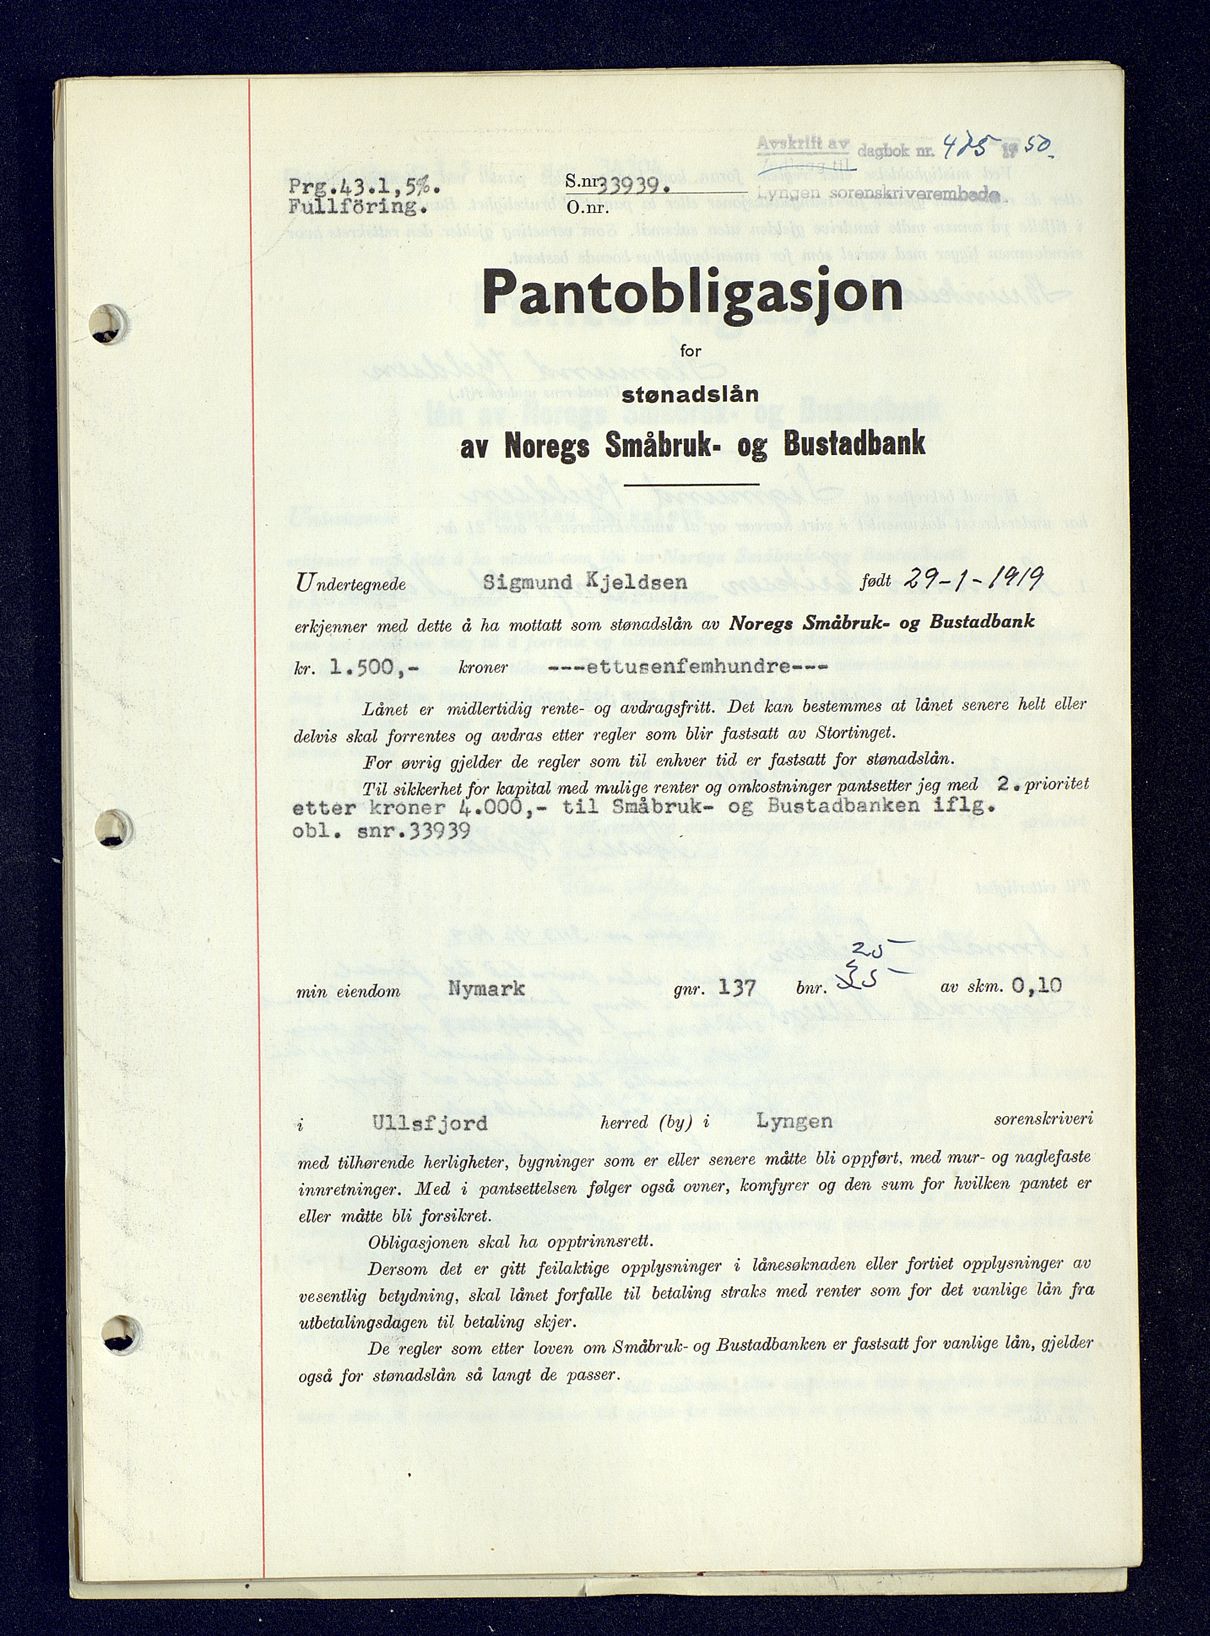 Avskrift av dagbok nr. 475 1950.
Innlegg til
Lyngen sorenskriverembede.
Prg.43.1,5%. S.nr.33939.
Fullföring. O.nr.
Pantobligasjon
for
stønadslån
av Noregs Småbruk- og Bustadbank
Undertegnede Sigmund Kjeldsen født 29-1-1919
erkjenner med dette å ha mottatt som stønadslån av Noregs Småbruk- og Bustadbank
kr. 1.500,- kroner ---ettusenfemhundre---
Lånet er midlertidig rente- og avdragsfritt. Det kan bestemmes at lånet senere helt eller
delvis skal forrentes og avdras etter regler som blir fastsatt av Stortinget.
For øvrig gjelder de regler som til enhver tid er fastsatt for stønadslån.
Til sikkerhet for kapital med mulige renter og omkostninger pantsetter jeg med 2.prioritet
etter kroner 4.000,- til Småbruk- og Bustadbanken iflg.
obl. snr.33939
25
min eiendom Nymark gnr. 137 bnr. 35 av skm. 0,10
i Ullsfjord herred (by) i Lyngen sorenskriveri
med tilhørende herligheter, bygninger som er eller senere måtte bli oppført, med mur- og naglefaste
innretninger. Med i pantsettelsen følger også ovner, komfyrer og den sum for hvilken pantet er
eller måtte bli forsikret.
Obligasjonen skal ha opptrinnsrett.
Dersom det er gitt feilaktige opplysninger i lånesøknaden eller fortiet opplysninger av
vesentlig betydning, skal lånet forfalle til betaling straks med renter som for det vanlige lån fra
utbetalingsdagen til betaling skjer.
De regler som etter loven om Småbruk- og Bustadbanken er fastsatt for vanlige lån, gjelder
også for stønadslån så langt de passer.